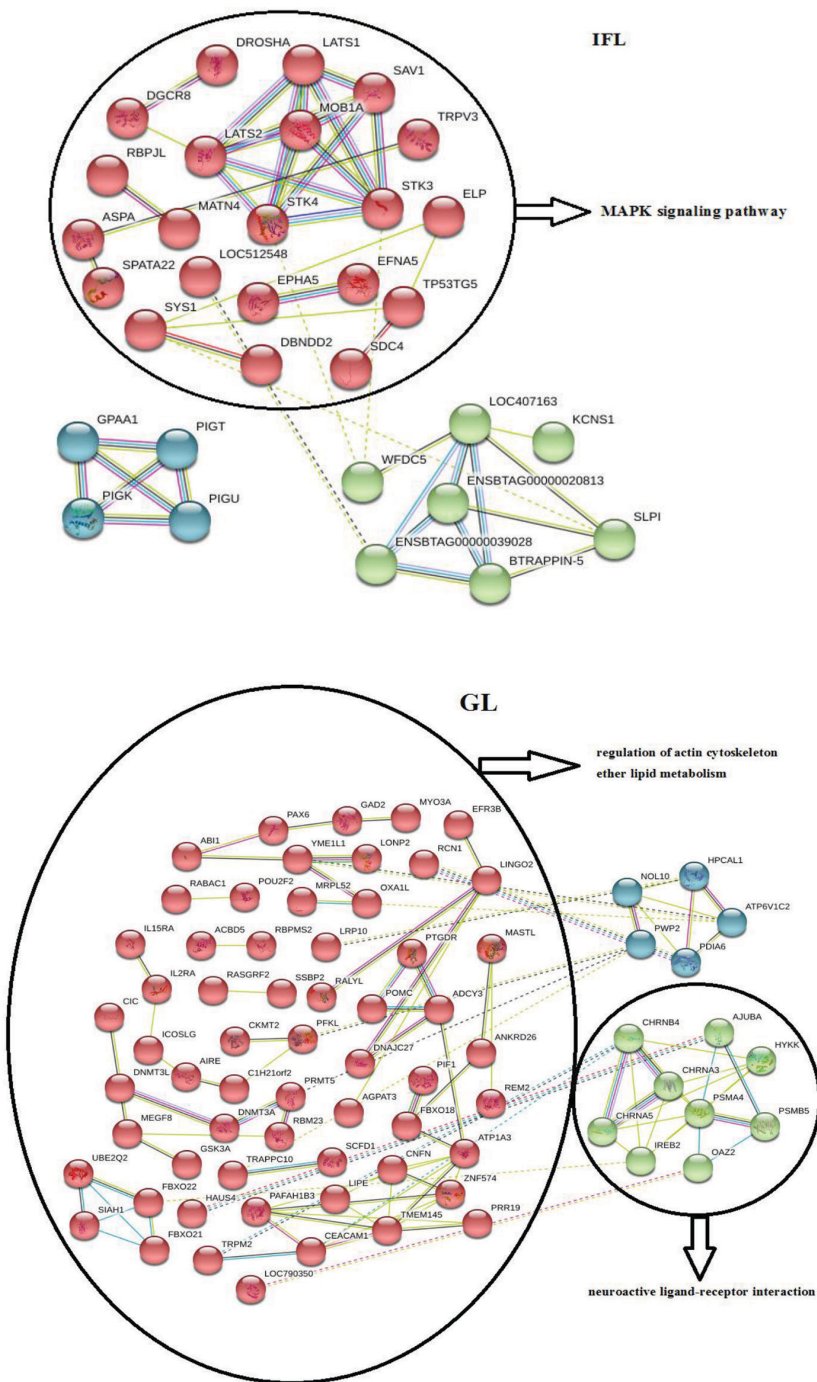 IFL
DROSHA
LATS1
SAV1
DGCR8
MOB1A
TRPV3
LATS2
RBPJL
STK3
ELP
MATN4
STK4
ASPA
MAPK signaling pathway
LOC512548
SPATA22
EFNA5
EPHA5
TP53TG5
SYS1
DBNDD2
SDC4
LOC407163
KCNS1
GPAA1
PIGT
WFDC5
ENSBTAG00000020813
PIGK
PIGU
SLPI
ENSBTAG00000039028
BTRAPPIN-5
GL
regulation of actin cytoskeleton
ether lipid metabolism
PAX6
GAD2
MYO3A
EFR3B
ABI1
YME1L1
LONP2
RCN1
LINGO2
HPCAL1
NOL10
RABAC1
POU2F2
MRPL52
OXA1L
ATP6V1C2
IL15RA
ACBD5
RBPMS2
LRP10
PTGDR
MASTL
PWP2
PDIA6
IL2RA
RASGRF2
SSBP2
RALYL
POMC
ADCY3
CIC
CKMT2
PFKL
ICOSLG
CHRNB4
AJUBA
HYKK
DNAJC27
ANKRD26
AIRE
C1H21orf2
PIF1
CHRNA3
DNMT3L
PRMT5
PSMA4
REM2
AGPAT3
FBXO18
MEGF8
DNMT3A
RBM23
CHRNA5
PSMB5
IREB2
GSK3A
SCFD1
ATP1A3
OAZ2
TRAPPC10
CNFN
UBE2Q2
FBXO22
LIPE
ZNF574
HAUS4
PAFAH1B3
SIAH1
FBXO21
TMEM145
PRR19
TRPM2
CEACAM1
LOC790350
neuroactive ligand-receptor interaction